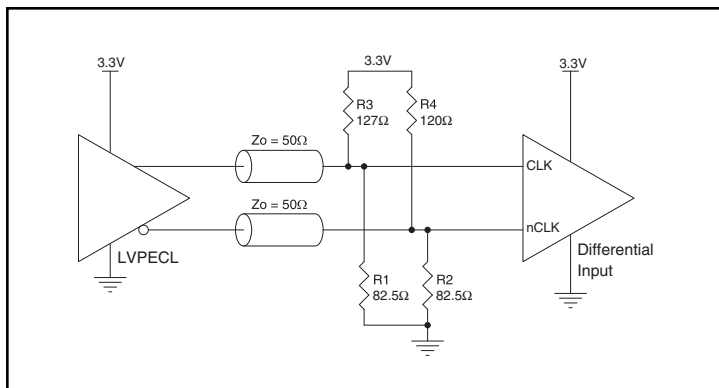 3.3V
3.3V
3.3V
R3
127Ω
R4
120Ω
Zo = 50Ω
CLK
Zo = 50Ω
nCLK
LVPECL
Differential
Input
R1
82.5Ω
R2
82.5Ω